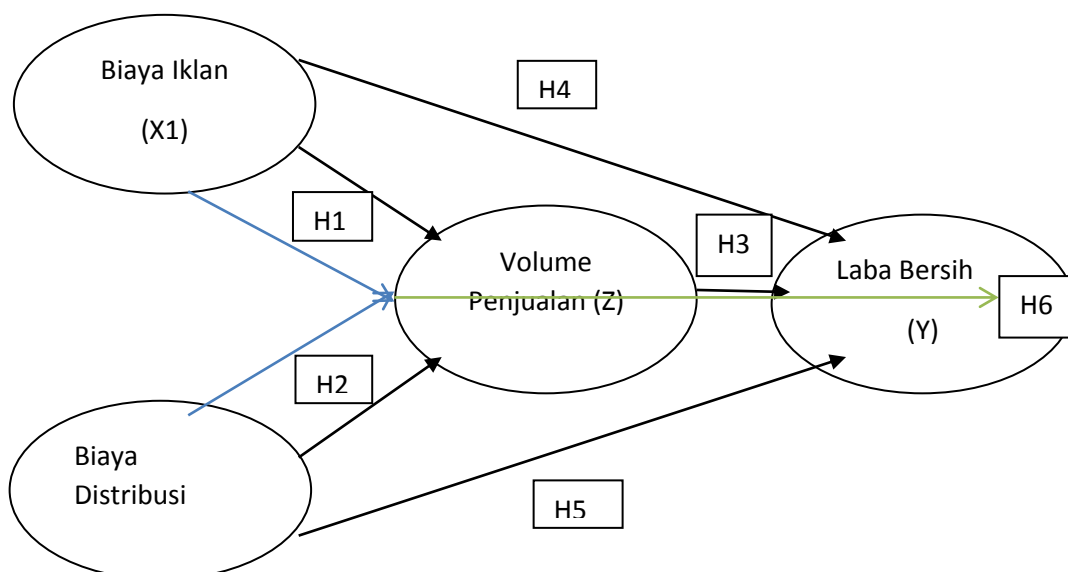 Biaya Iklan
(X1)
H4
H1
H3
Volume
Penjualan (Z)
Laba Bersih
(Y)
H6
H2
Biaya
Distribusi
H5